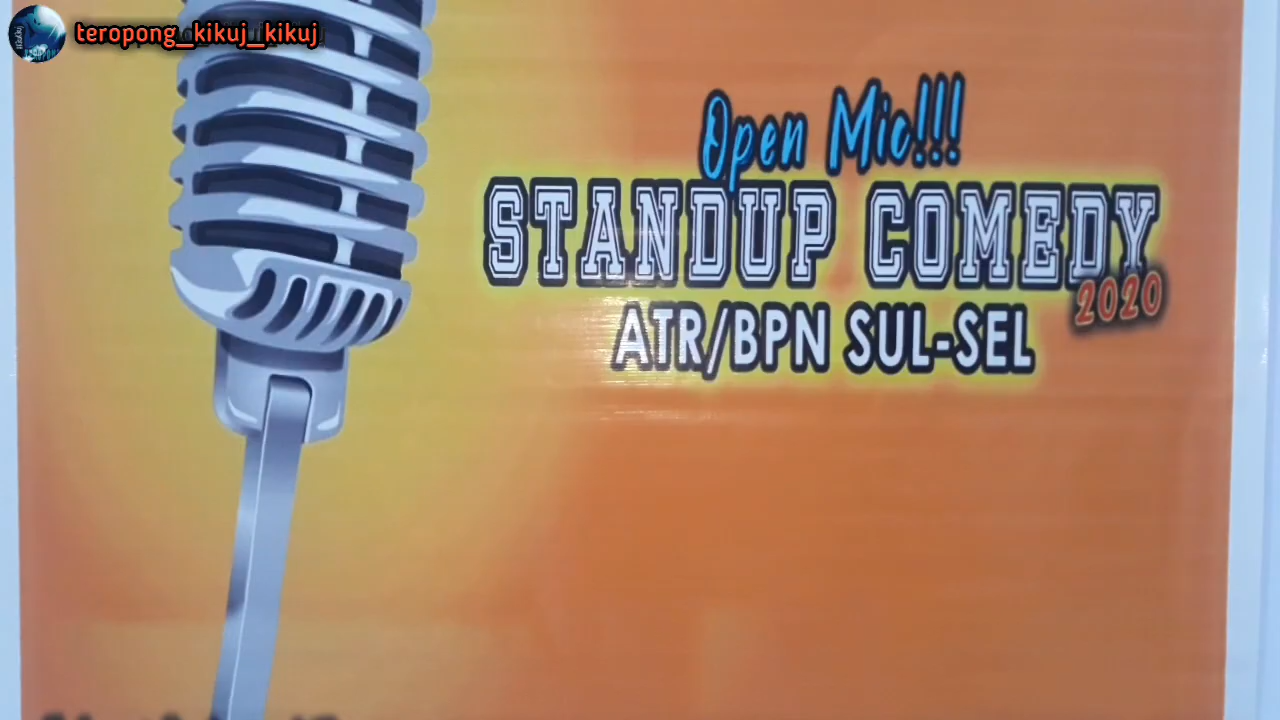 teropong_kikuj_kikuj
Open Mic!!!
STANDUP COMEDY
2020
ATR/BPN SUL-SEL